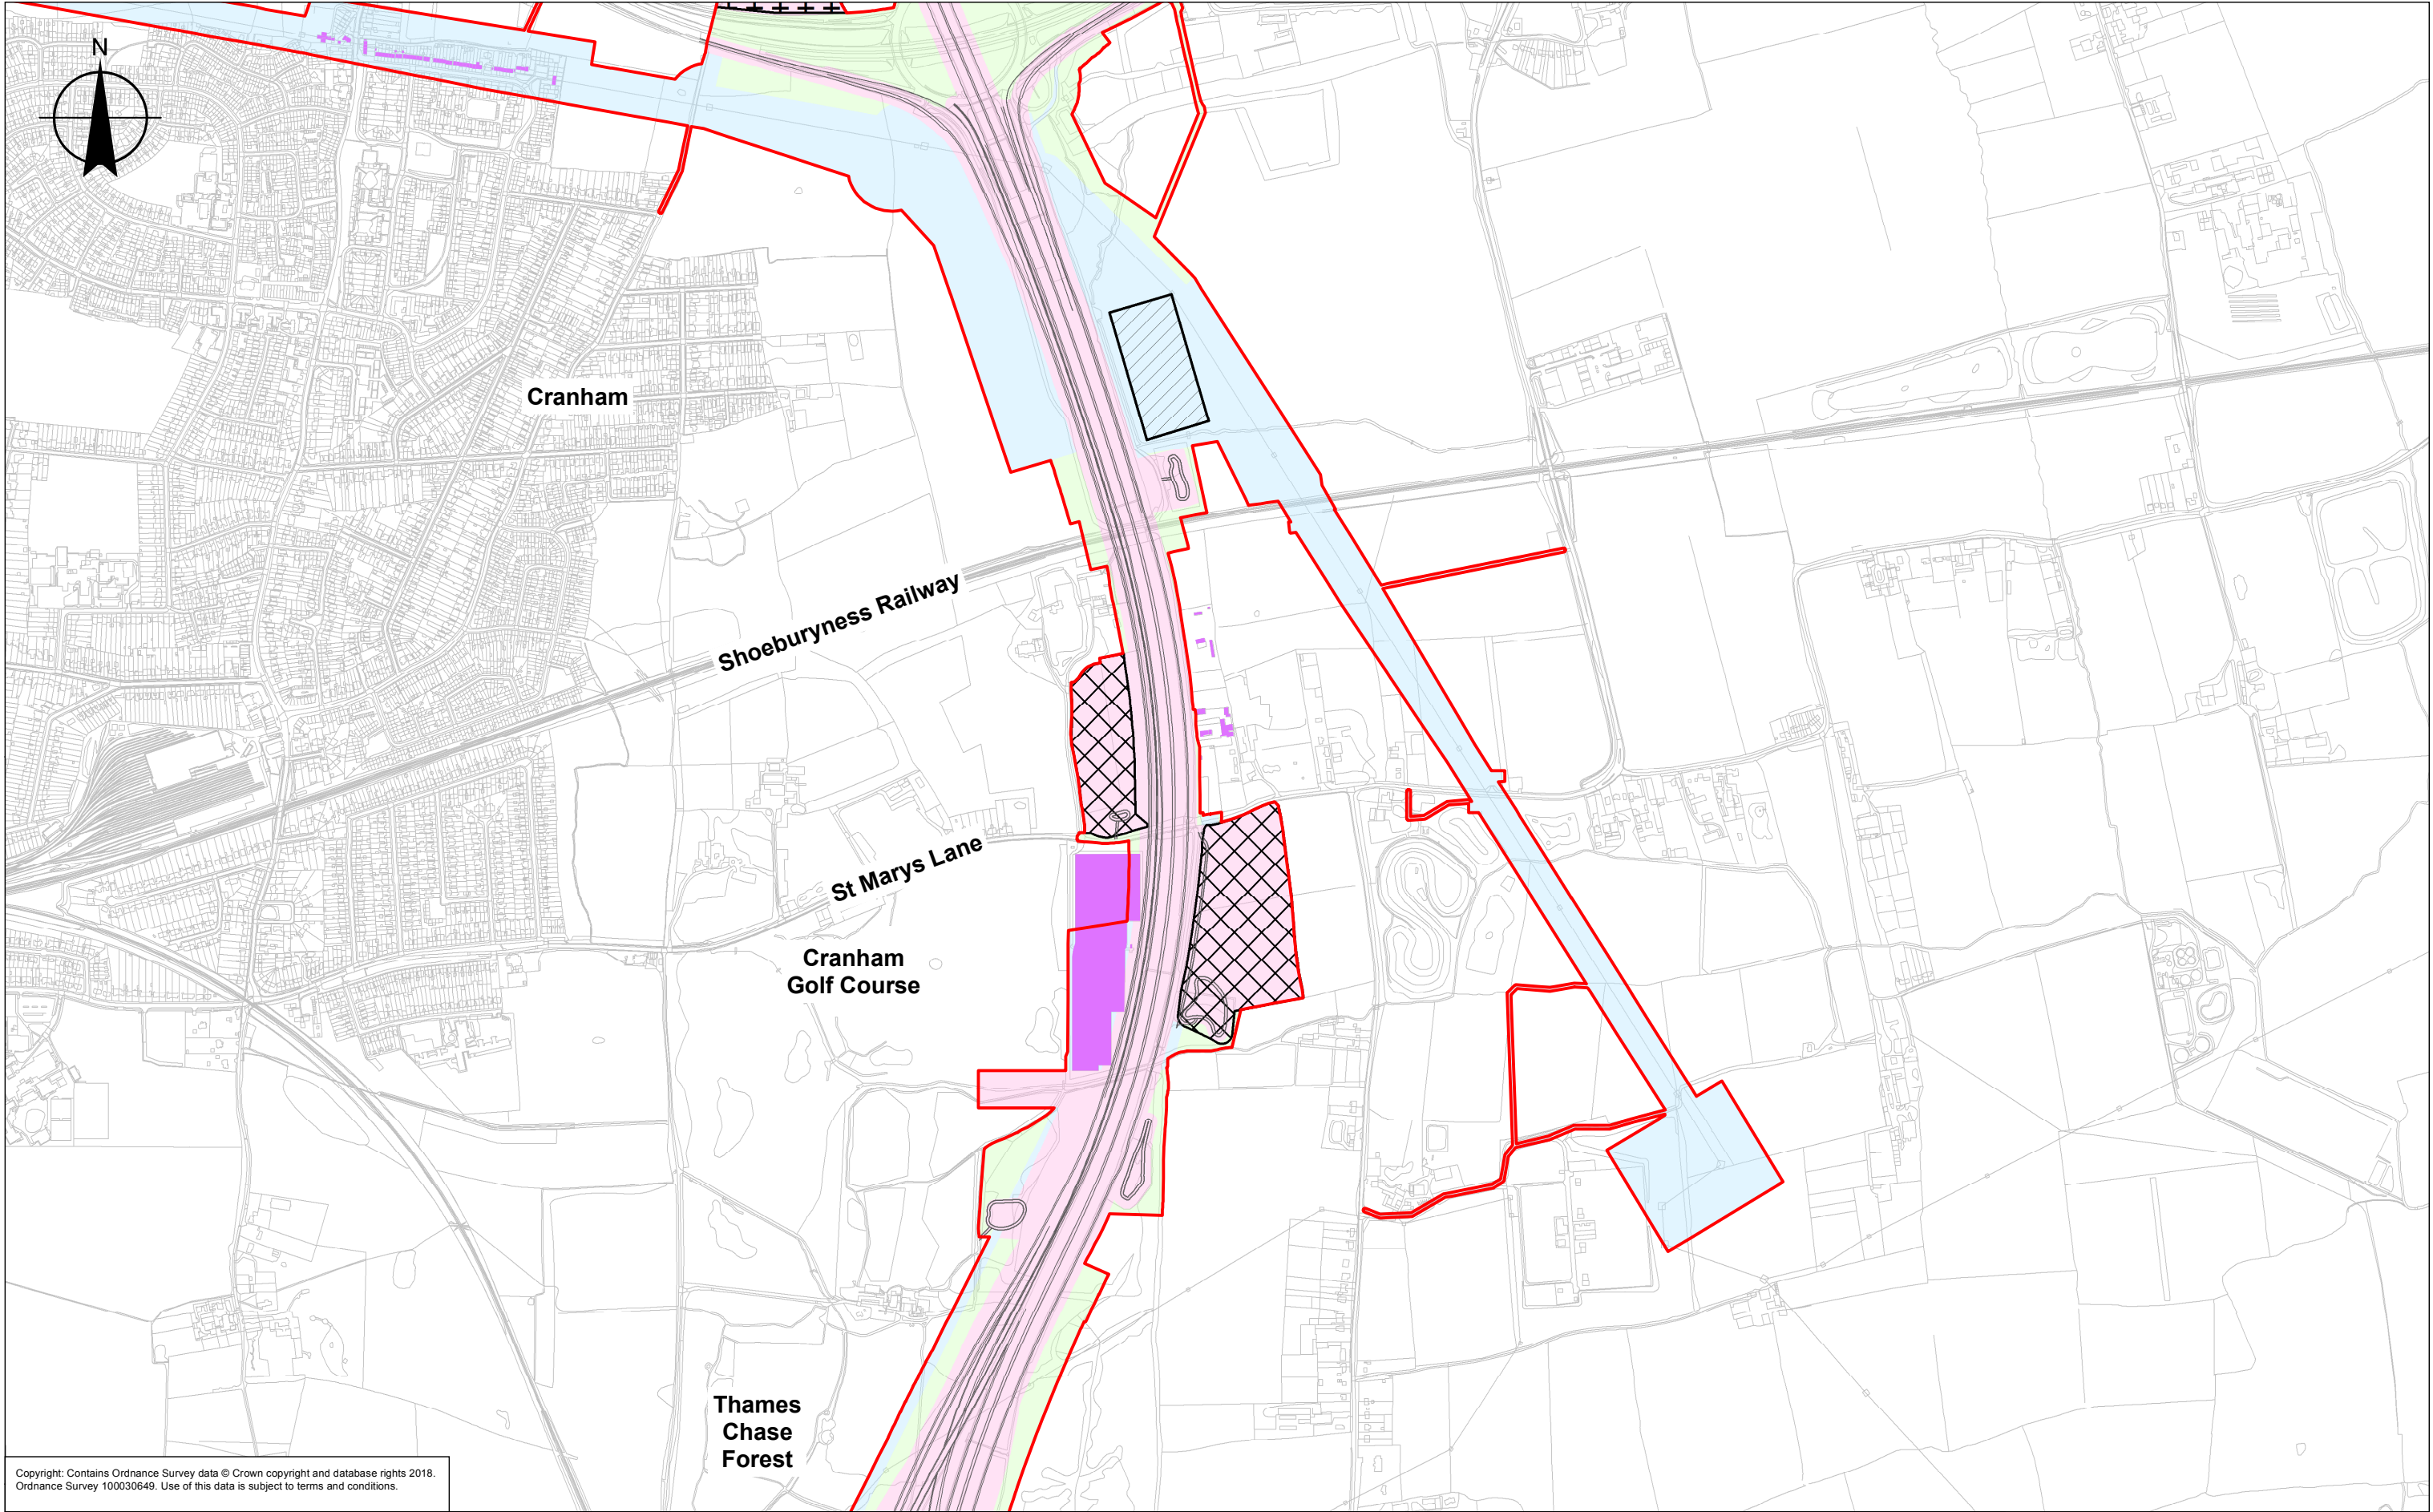 N
Cranham
Shoeburyness Railway
St Marys Lane
Cranham
Golf Course
Thames
Chase
Forest
Copyright: Contains Ordnance Survey data © Crown copyright and database rights 2018.
Ordnance Survey 100030649. Use of this data is subject to terms and conditions.